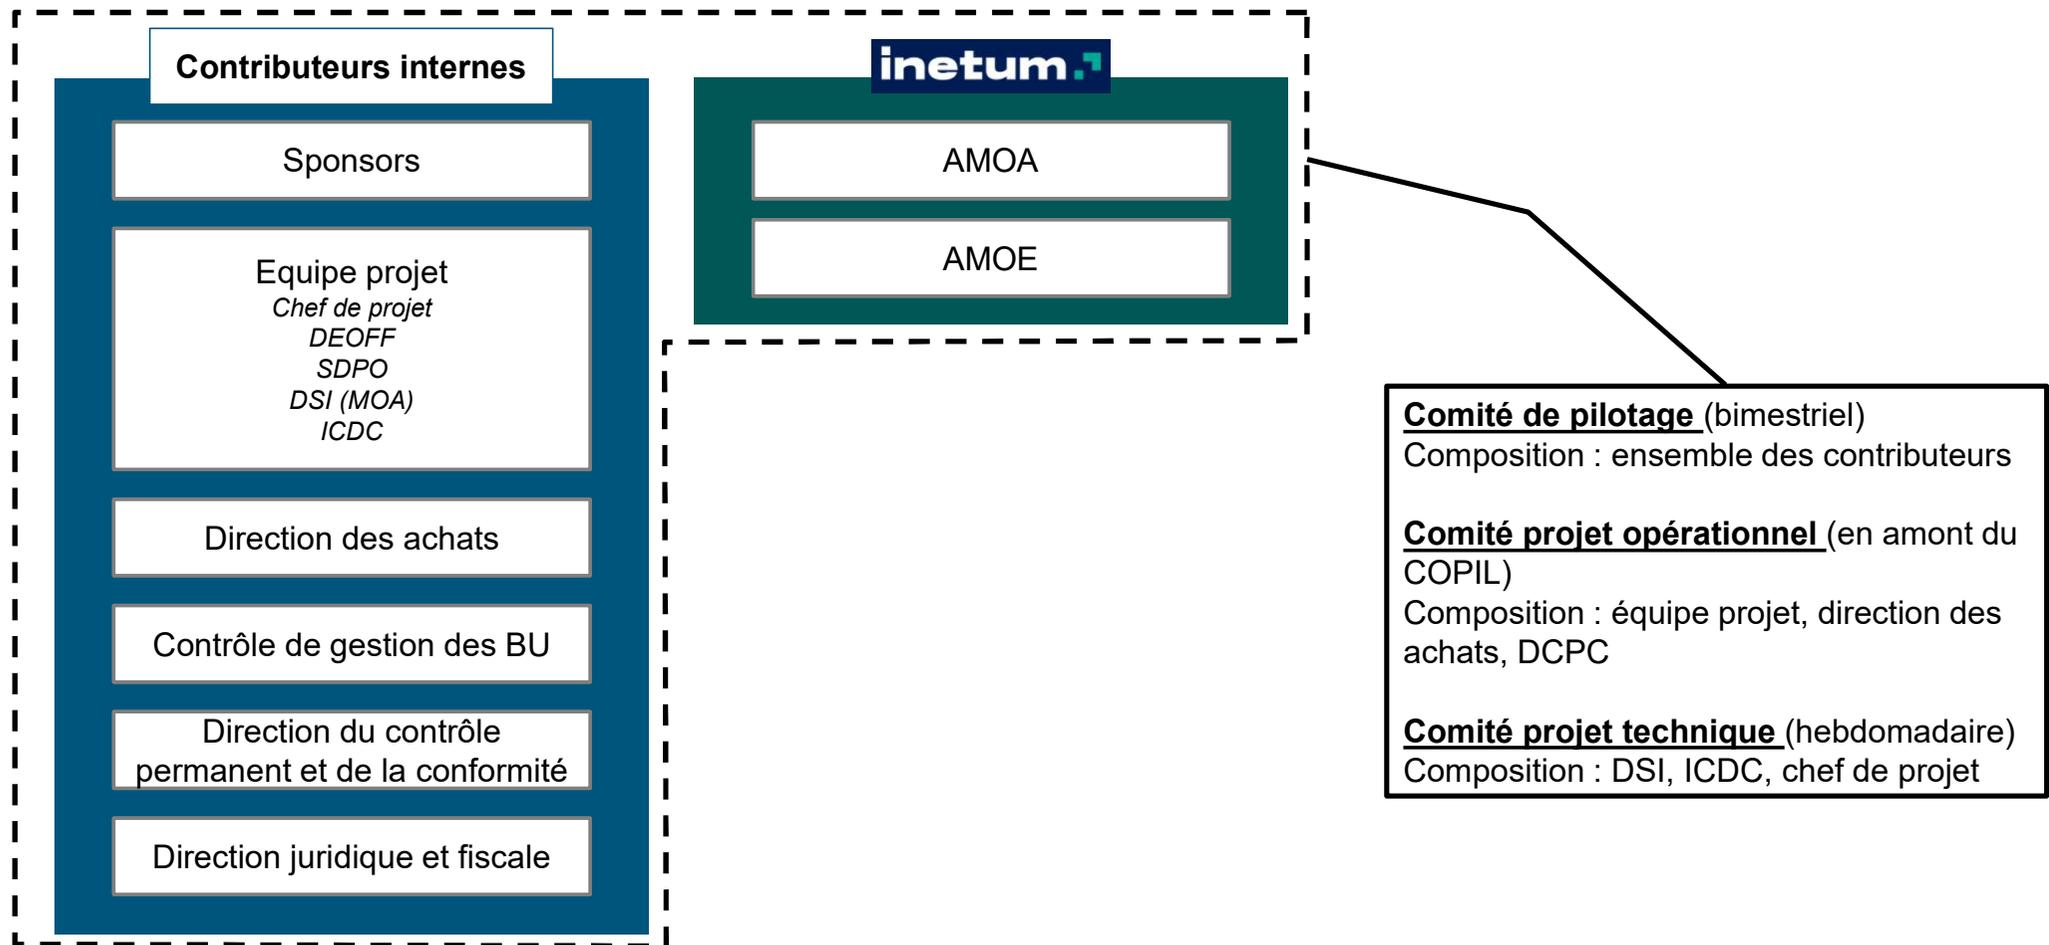 Contributeurs internes
Sponsors
Equipe projet
Chef de projet
DEOFF
SDPO
DSI (MOA)
ICDC
Direction des achats
Contrôle de gestion des BU
Direction du contrôle
permanent et de la conformité
Direction juridique et fiscale
inetum
AMOA
AMOE
Comité de pilotage (bimestriel)
Composition : ensemble des contributeurs
Comité projet opérationnel (en amont du
COPIL)
Composition : équipe projet, direction des
achats, DCPC
Comité projet technique (hebdomadaire)
Composition : DSI, ICDC, chef de projet